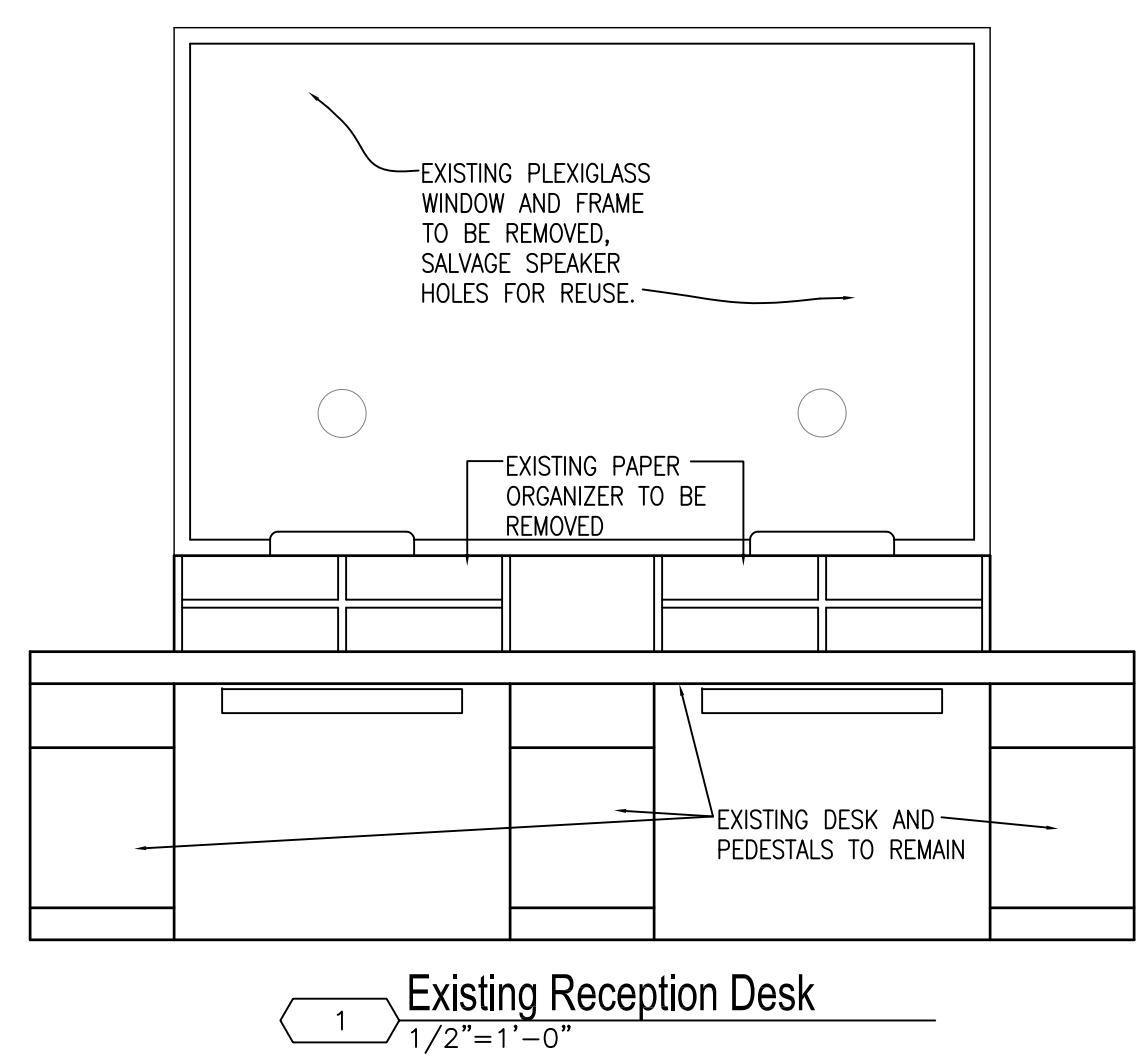 EXISTING PLEXIGLASS
WINDOW AND FRAME
TO BE REMOVED,
SALVAGE SPEAKER
HOLES FOR REUSE.
EXISTING PAPER
ORGANIZER TO BE
REMOVED
EXISTING DESK AND
PEDESTALS TO REMAIN
1
Existing Reception Desk
1/2"=1'-0"